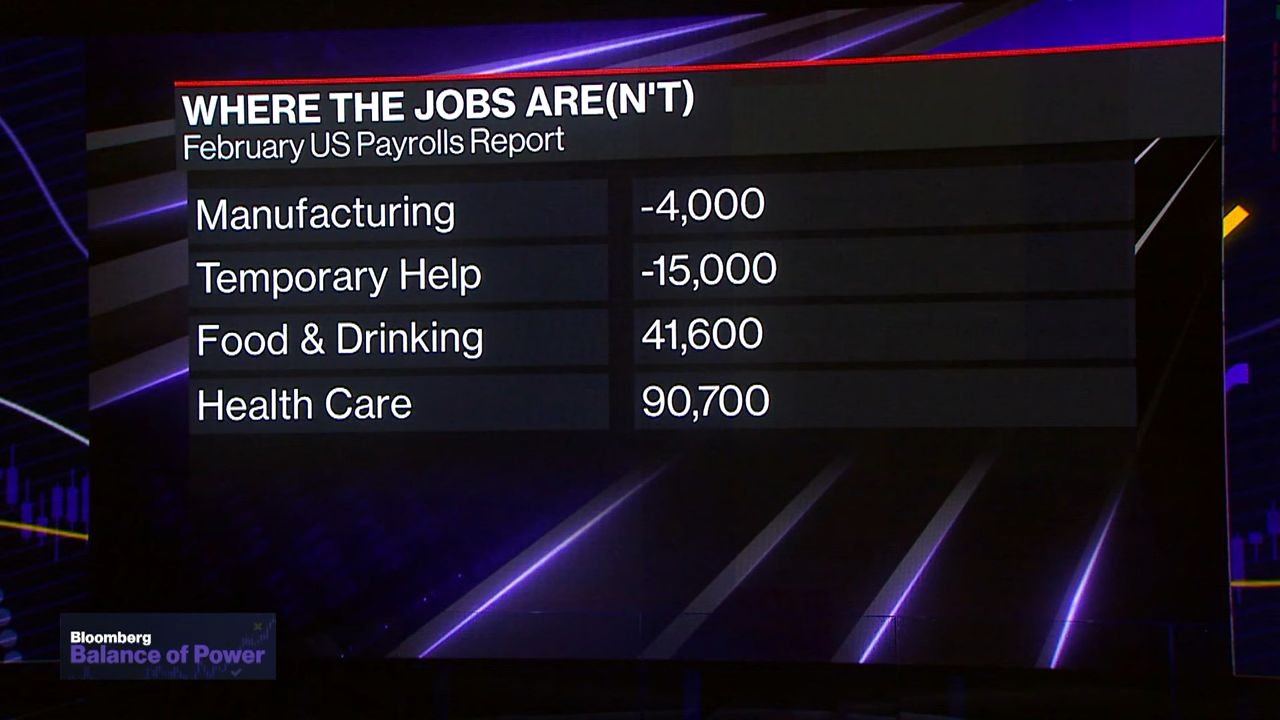 WHERE THE JOBS ARE(N'T)
February US Payrolls Report
Manufacturing -4,000
Temporary Help -15,000
Food & Drinking 41,600
Health Care 90,700
Bloomberg
Balance of Power